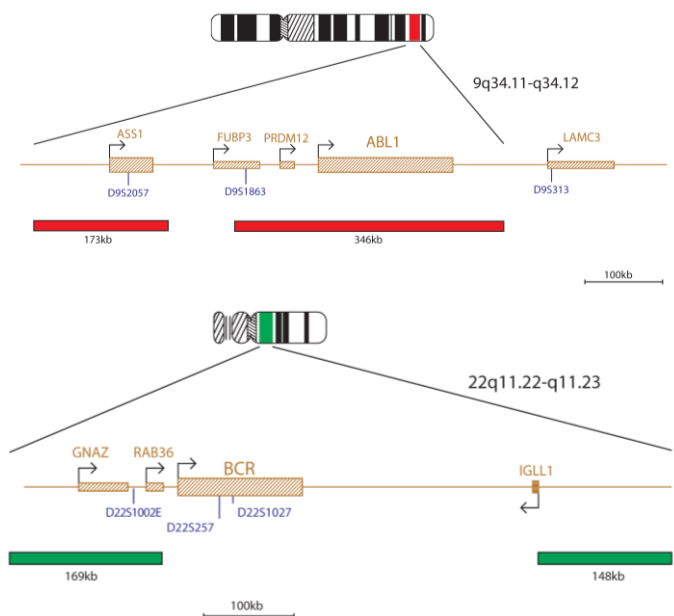 9q34.11-q34.12
ASS1 FUBP3 PRDM12 ABL1 LAMC3
D9S2057 D9S1863 D9S313
173kb 346kb
100kb
22q11.22-q11.23
GNAZ RAB36 BCR IGLL1
D22S1002E D22S1027
D22S257
169kb 148kb
100kb